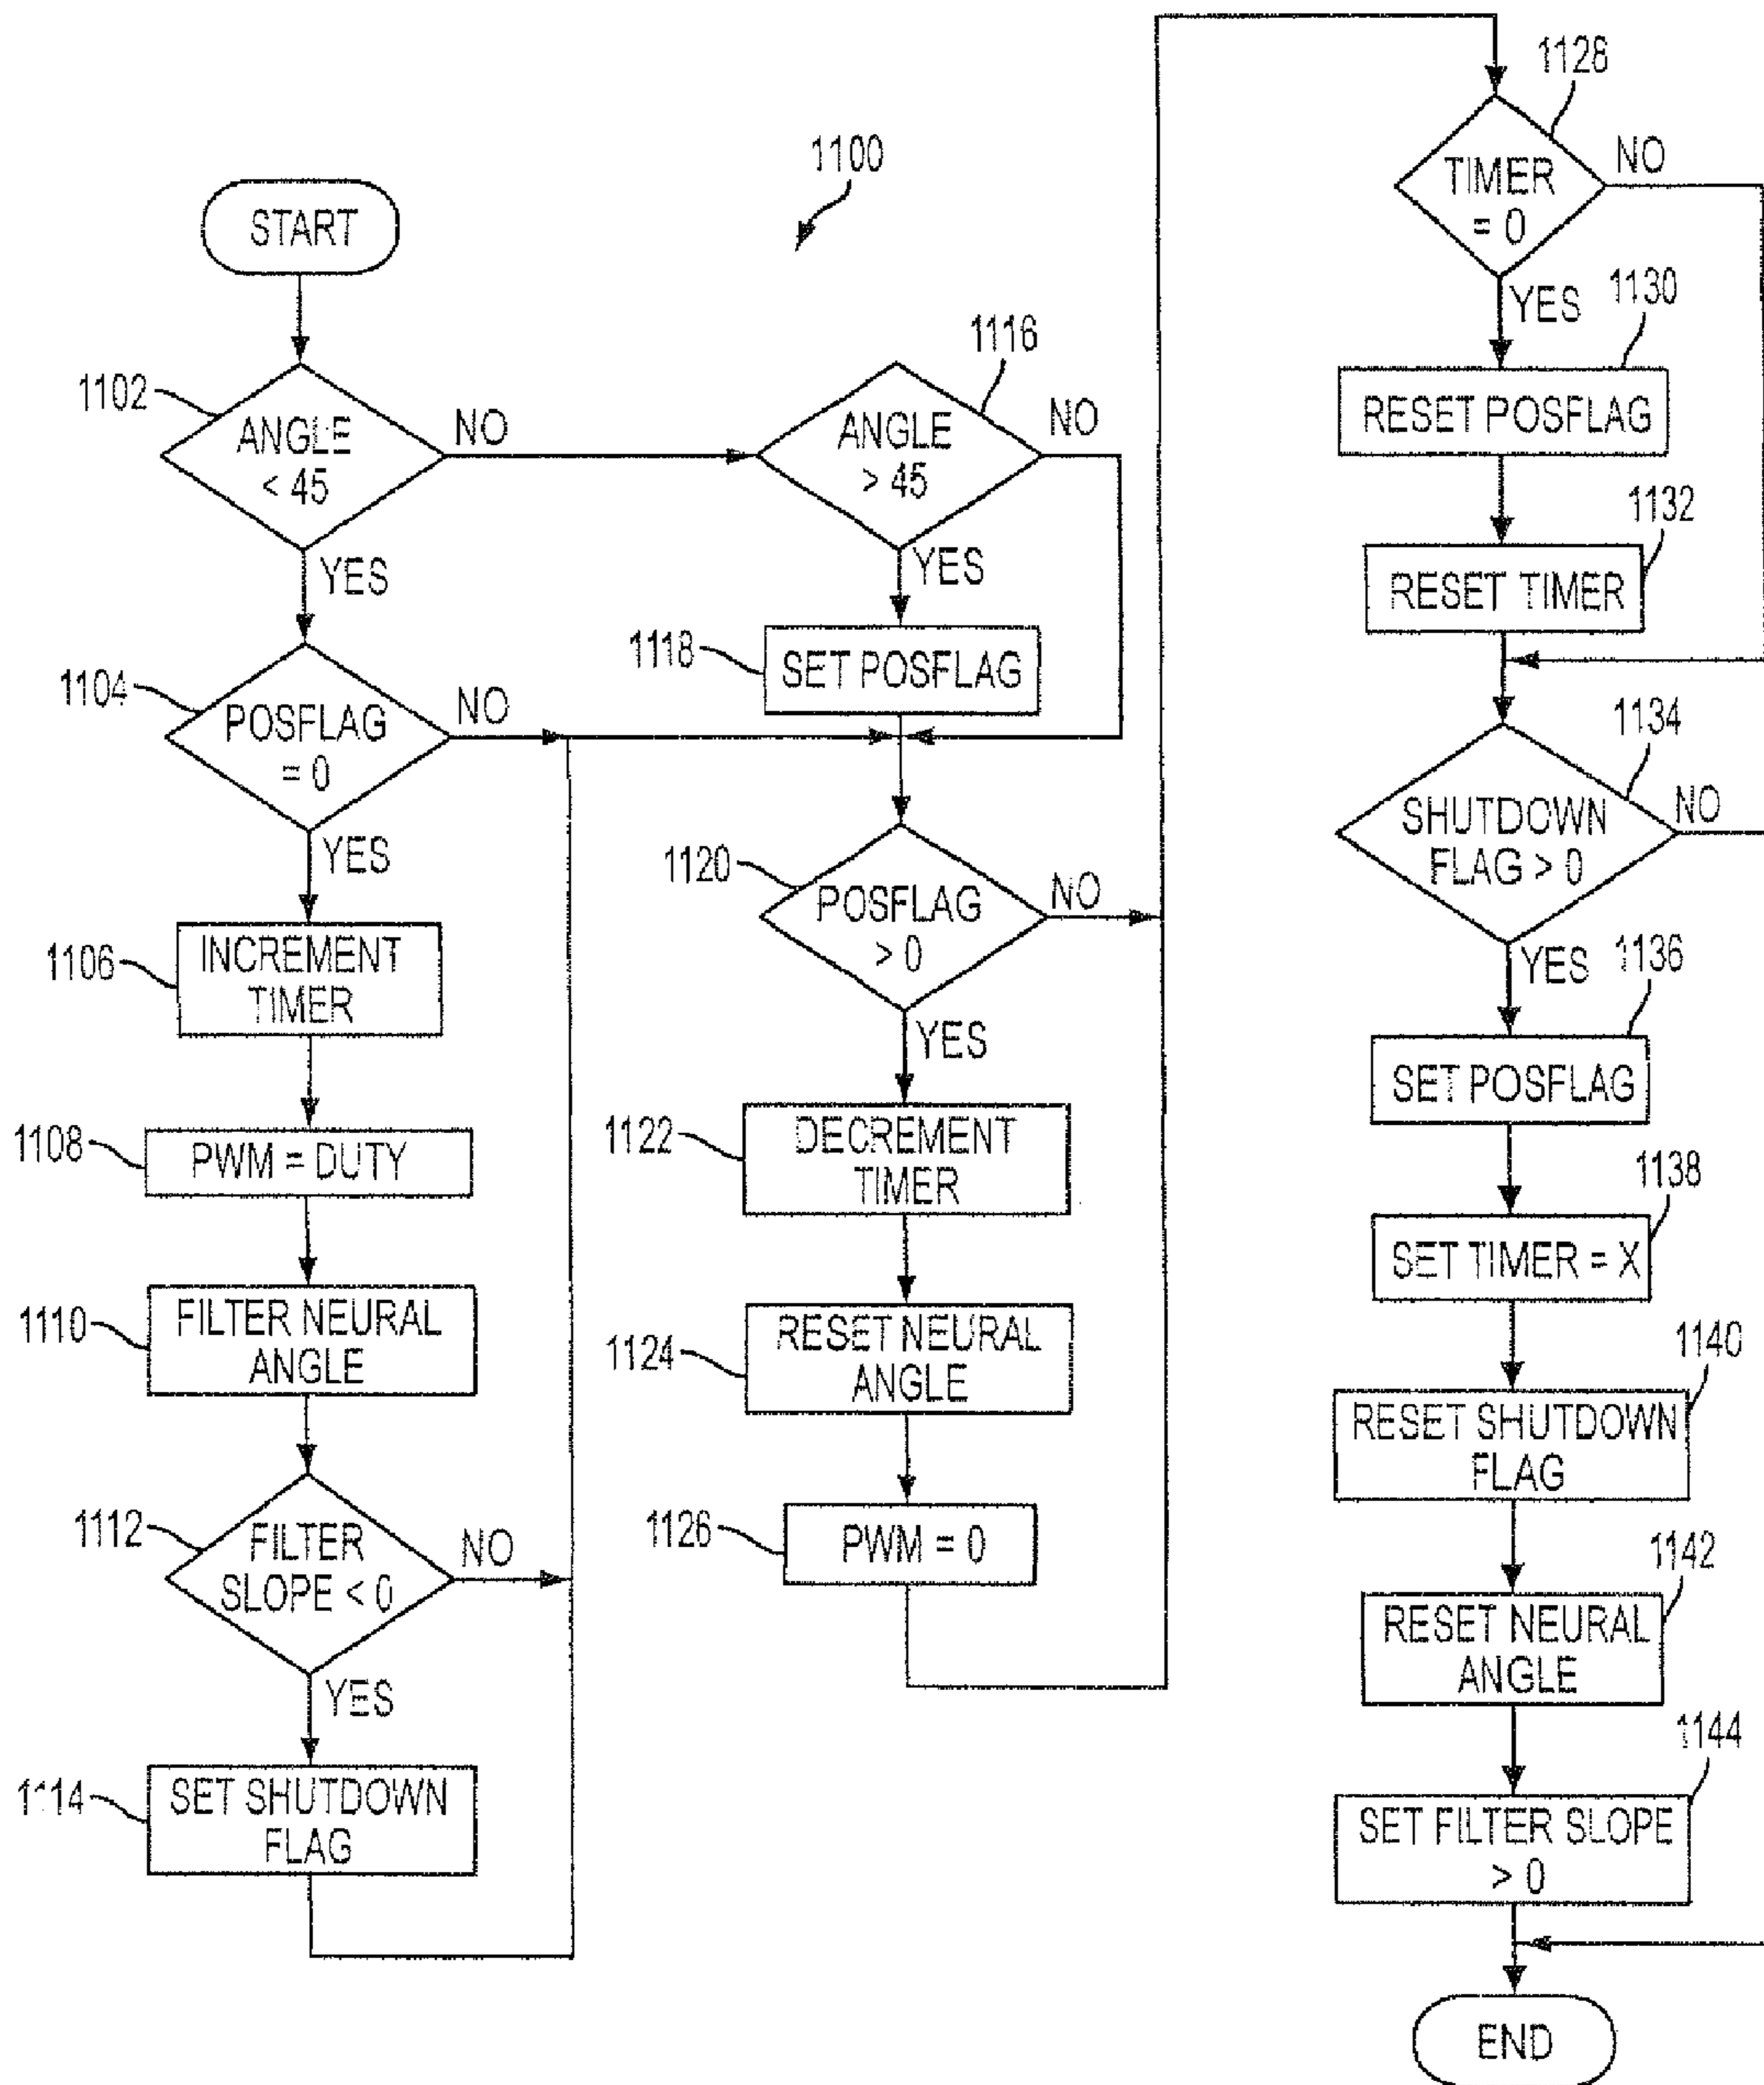 1100
START
1102
ANGLE
< 45
NO
YES
1104
POSFLAG
= 0
NO
YES
1106
INCREMENT
TIMER
1108
PWM = DUTY
1110
FILTER NEURAL
ANGLE
1112
FILTER
SLOPE < 0
NO
YES
1114
SET SHUTDOWN
FLAG
1116
ANGLE
> 45
NO
YES
1118
SET POSFLAG
1120
POSFLAG
> 0
NO
YES
1122
DECREMENT
TIMER
1124
RESET NEURAL
ANGLE
1126
PWM = 0
1128
TIMER
= 0
NO
YES
1130
RESET POSFLAG
1132
RESET TIMER
1134
SHUTDOWN
FLAG > 0
NO
YES
1136
SET POSFLAG
1138
SET TIMER = X
1140
RESET SHUTDOWN
FLAG
1142
RESET NEURAL
ANGLE
1144
SET FILTER SLOPE
> 0
END